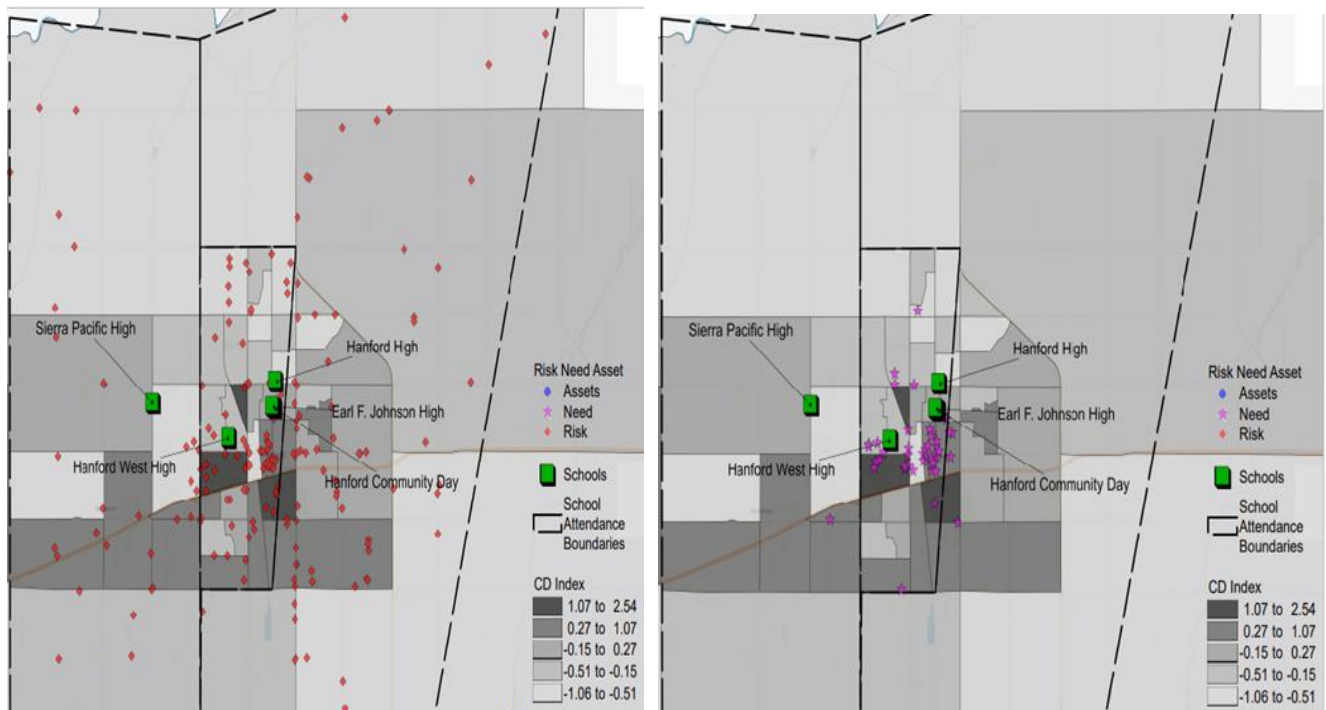 Sierra Pacific High
Hanford High
Earl F. Johnson High
Hanford West High
Hanford Community Day
Risk Need Asset
Assets
Need
Risk
Schools
School
Attendance
Boundaries
CD Index
1.07 to 2.54
0.27 to 1.07
-0.15 to 0.27
-0.51 to -0.15
-1.06 to -0.51
Sierra Pacific High
Hanford High
Earl F. Johnson High
Hanford West High
Hanford Community Day
Risk Need Asset
Assets
Need
Risk
Schools
School
Attendance
Boundaries
CD Index
1.07 to 2.54
0.27 to 1.07
-0.15 to 0.27
-0.51 to -0.15
-1.06 to -0.51